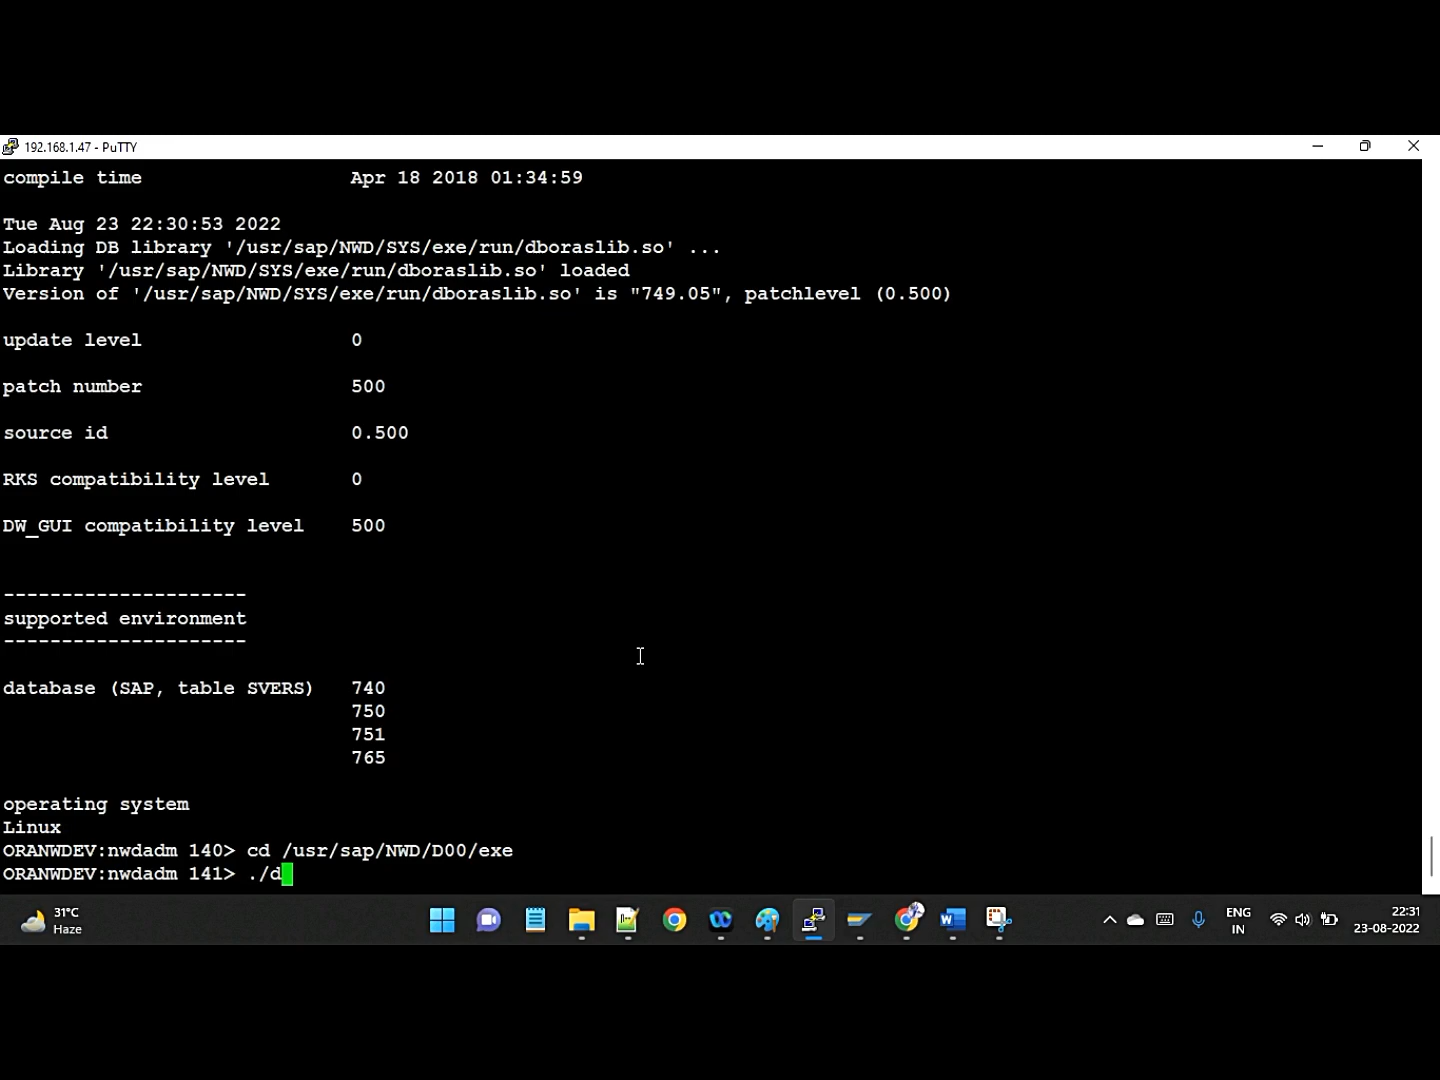 192.168.1.47 - PuTTY
compile time Apr 18 2018 01:34:59
Tue Aug 23 22:30:53 2022
Loading DB library '/usr/sap/NWD/SYS/exe/run/dboraslib.so' ...
Library '/usr/sap/NWD/SYS/exe/run/dboraslib.so' loaded
Version of '/usr/sap/NWD/SYS/exe/run/dboraslib.so' is "749.05", patchlevel (0.500)
update level 0
patch number 500
source id 0.500
RKS compatibility level 0
DW_GUI compatibility level 500
---------------------
supported environment
---------------------
database (SAP, table SVERS) 740
750
751
765
operating system
Linux
ORANWDEV:nwdadm 140> cd /usr/sap/NWD/D00/exe
ORANWDEV:nwdadm 141> ./d
31°C
Haze
ENG
IN
22:31
23-08-2022